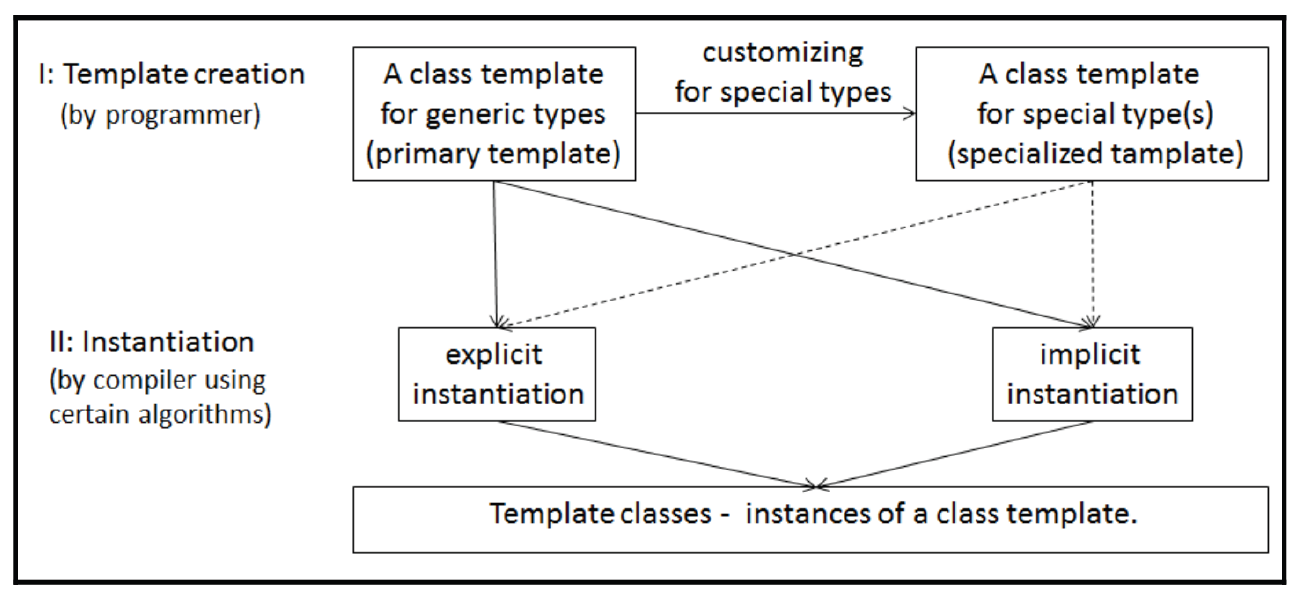 I: Template creation
(by programmer)
A class template
for generic types
(primary template)
customizing
for special types
A class template
for special type(s)
(specialized tamplate)
II: Instantiation
(by compiler using
certain algorithms)
explicit
instantiation
implicit
instantiation
Template classes - instances of a class template.